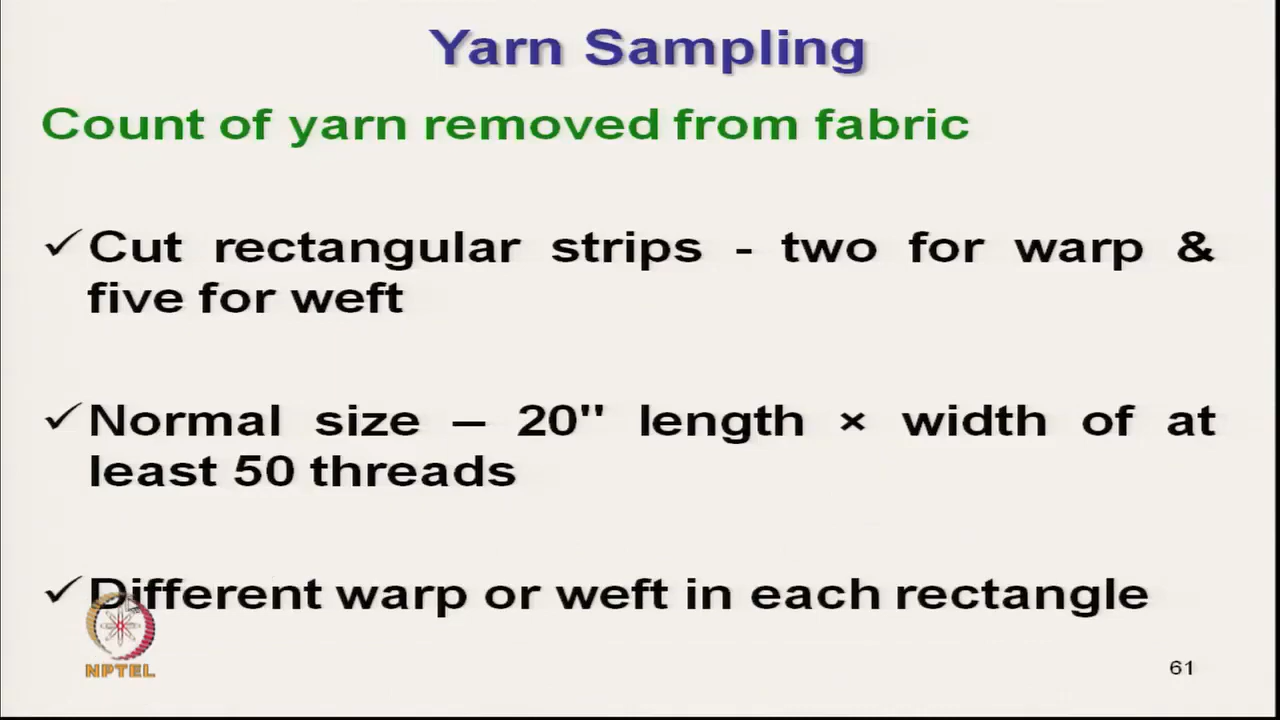 Yarn Sampling
Count of yarn removed from fabric
✓ Cut rectangular strips - two for warp &
five for weft
✓ Normal size – 20" length × width of at
least 50 threads
✓ Different warp or weft in each rectangle
NPTEL
61